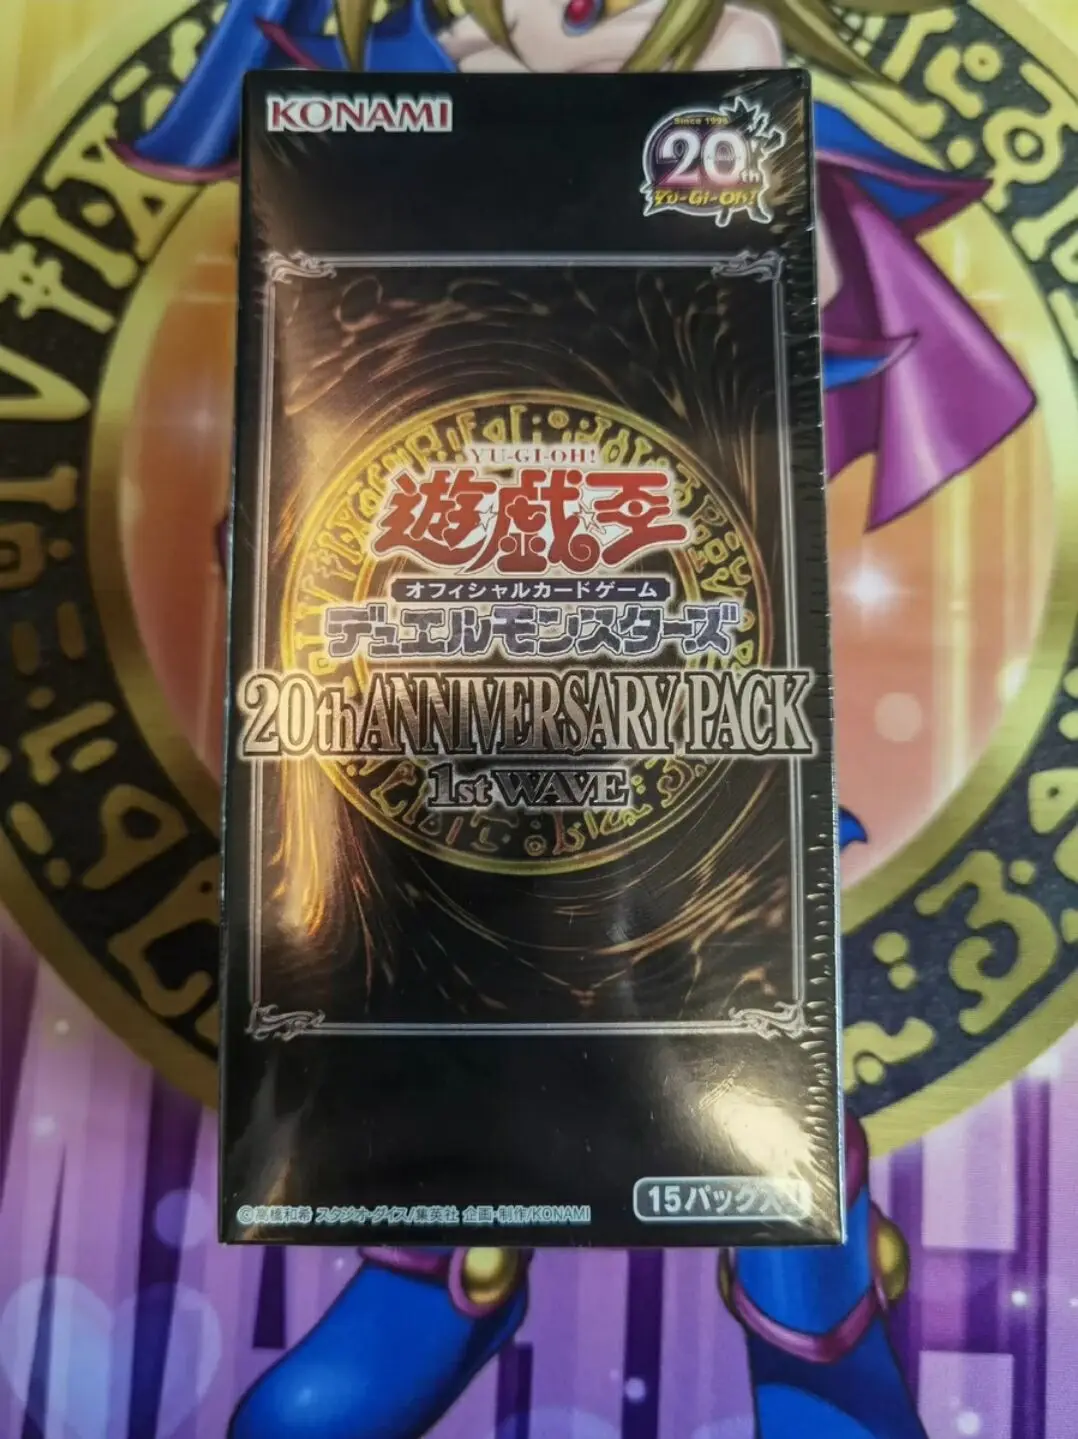 KONAMI
Since 1996
20th
Yu-Gi-Oh!
YU-GI-OH!
遊戯王
オフィシャルカードゲーム
デュエルモンスターズ
20th ANNIVERSARY PACK
1st WAVE
15パック入
©高橋和希 スタジオ・ダイス/集英社 企画・制作/KONAMI